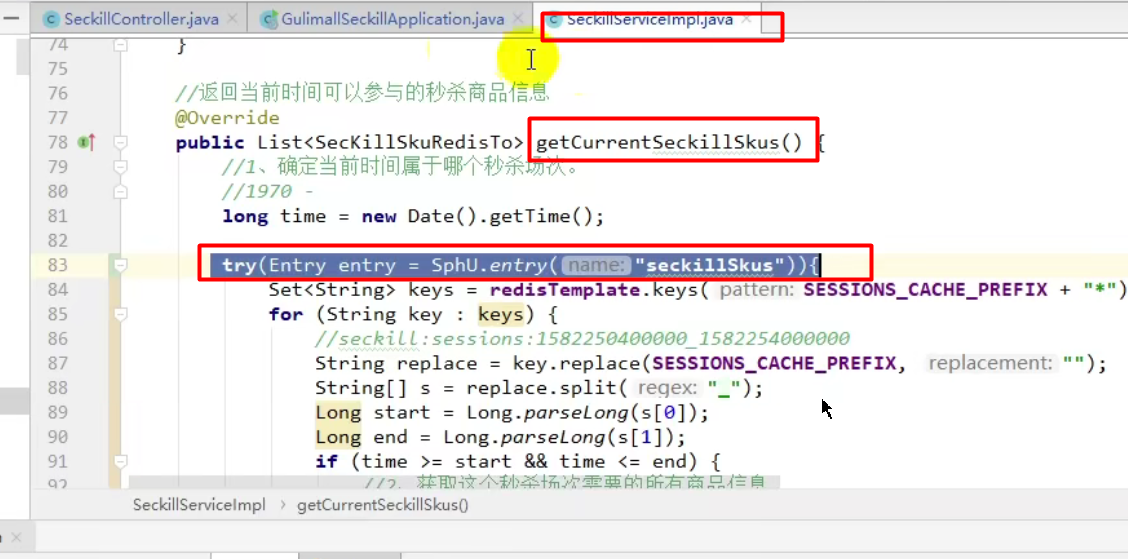 SeckillController.java × GulimallSeckillApplication.java × SeckillServiceImpl.java ×
74 }
75
76 //返回当前时间可以参与的秒杀商品信息
77 @Override
78 public List<SecKillSkuRedisTo> getCurrentSeckillSkus() {
79 //1、确定当前时间属于哪个秒杀场次。
80 //1970 -
81 long time = new Date().getTime();
82
83 try(Entry entry = SphU.entry( name: "seckillSkus")){
84 Set<String> keys = redisTemplate.keys( pattern: SESSIONS_CACHE_PREFIX + "*")
85 for (String key : keys) {
86 //seckill:sessions:1582250400000_1582254000000
87 String replace = key.replace(SESSIONS_CACHE_PREFIX, replacement: "");
88 String[] s = replace.split( regex: "_");
89 Long start = Long.parseLong(s[0]);
90 Long end = Long.parseLong(s[1]);
91 if (time >= start && time <= end) {
92 //2、获取这个秒杀场次需要的所有商品信息
SeckillServiceImpl › getCurrentSeckillSkus()